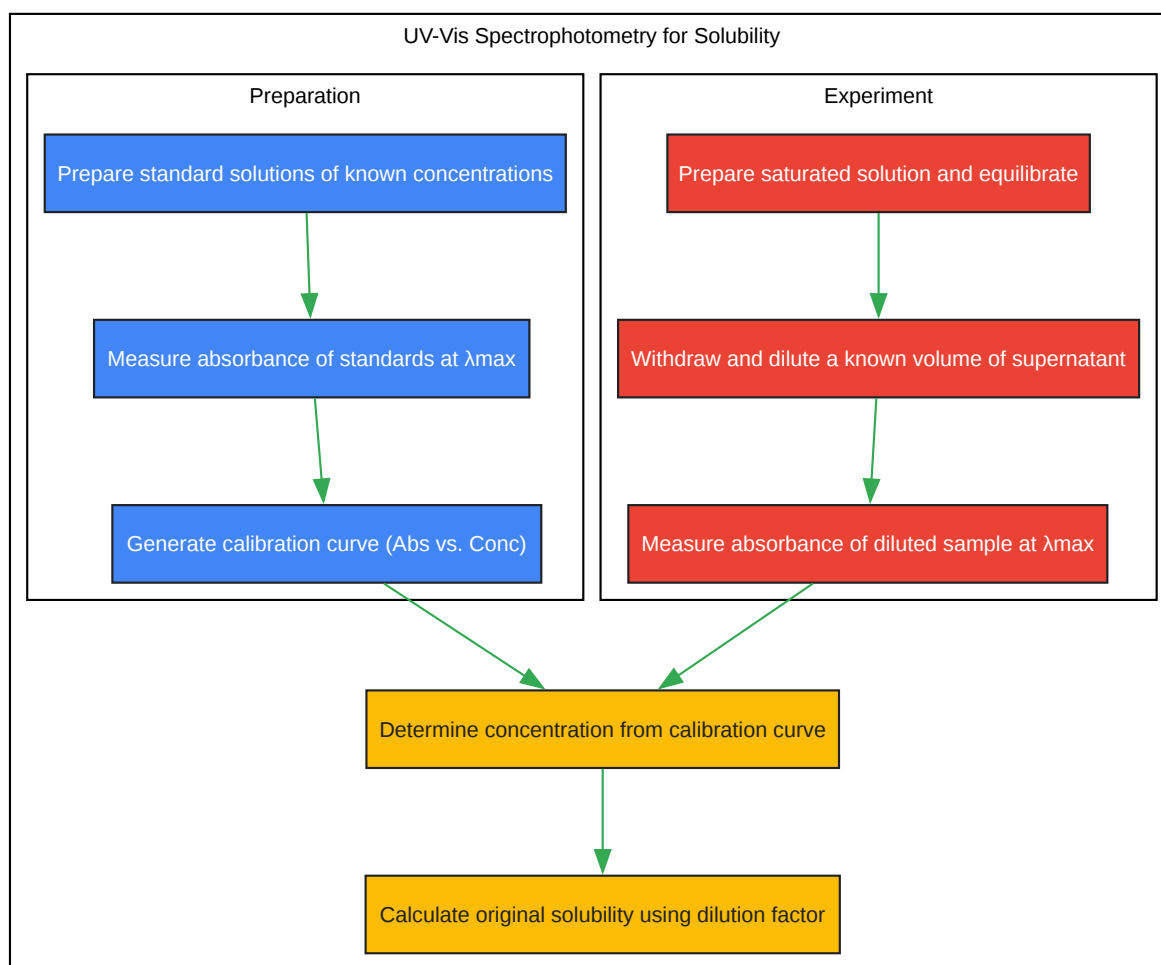 UV-Vis Spectrophotometry for Solubility
Preparation
Prepare standard solutions of known concentrations
Measure absorbance of standards at λmax
Generate calibration curve (Abs vs. Conc)
Experiment
Prepare saturated solution and equilibrate
Withdraw and dilute a known volume of supernatant
Measure absorbance of diluted sample at λmax
Determine concentration from calibration curve
Calculate original solubility using dilution factor